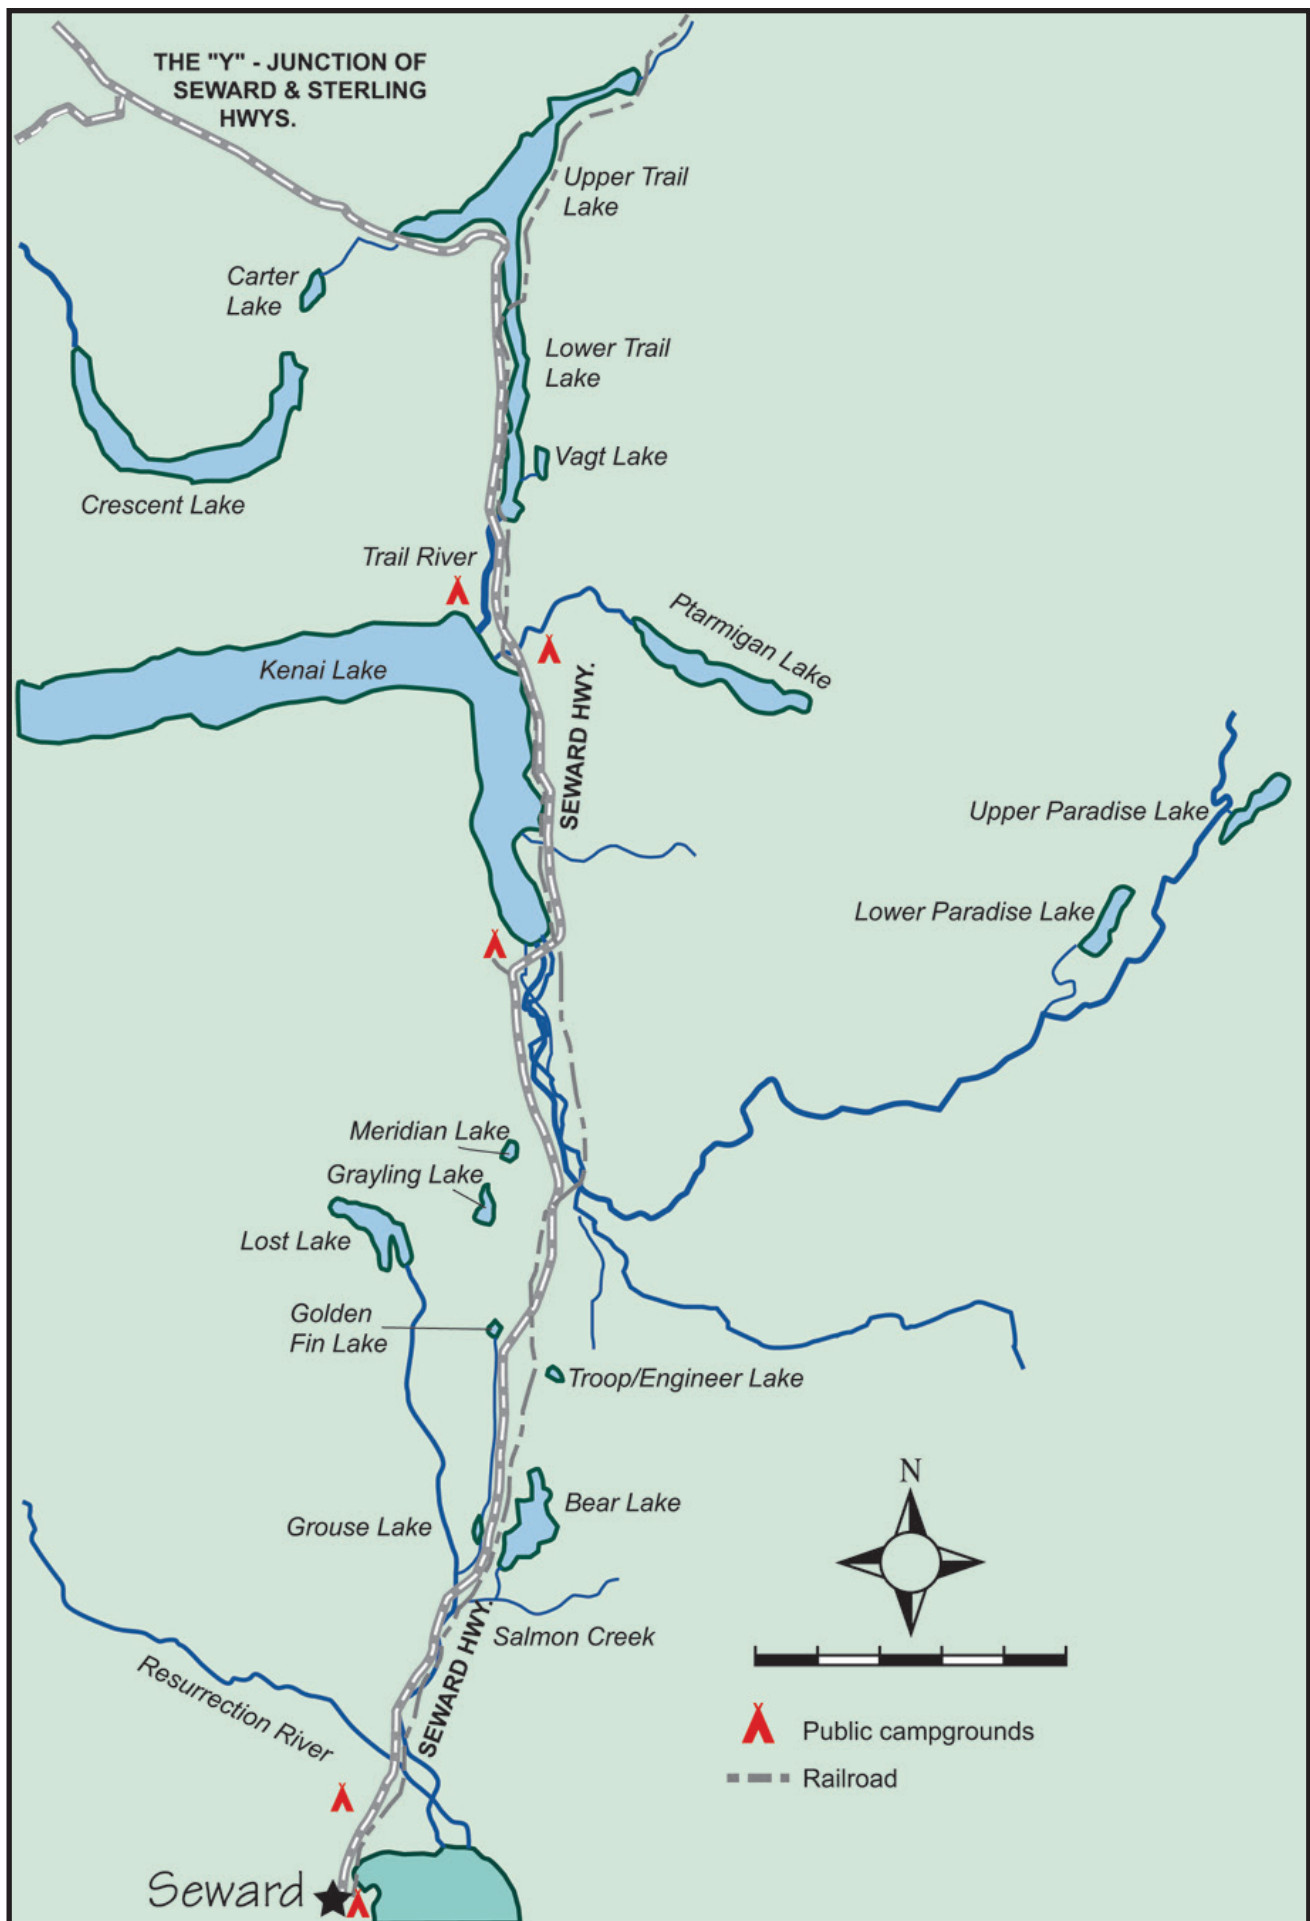 THE "Y" - JUNCTION OF
SEWARD & STERLING
HWYS.
Upper Trail
Lake
Carter
Lake
Lower Trail
Lake
Vagt Lake
Crescent Lake
Trail River
Ptarmigan Lake
Kenai Lake
SEWARD HWY.
Upper Paradise Lake
Lower Paradise Lake
Meridian Lake
Grayling Lake
Lost Lake
Golden
Fin Lake
Troop/Engineer Lake
N
Bear Lake
Grouse Lake
Salmon Creek
SEWARD HWY.
Resurrection River
Public campgrounds
Railroad
Seward